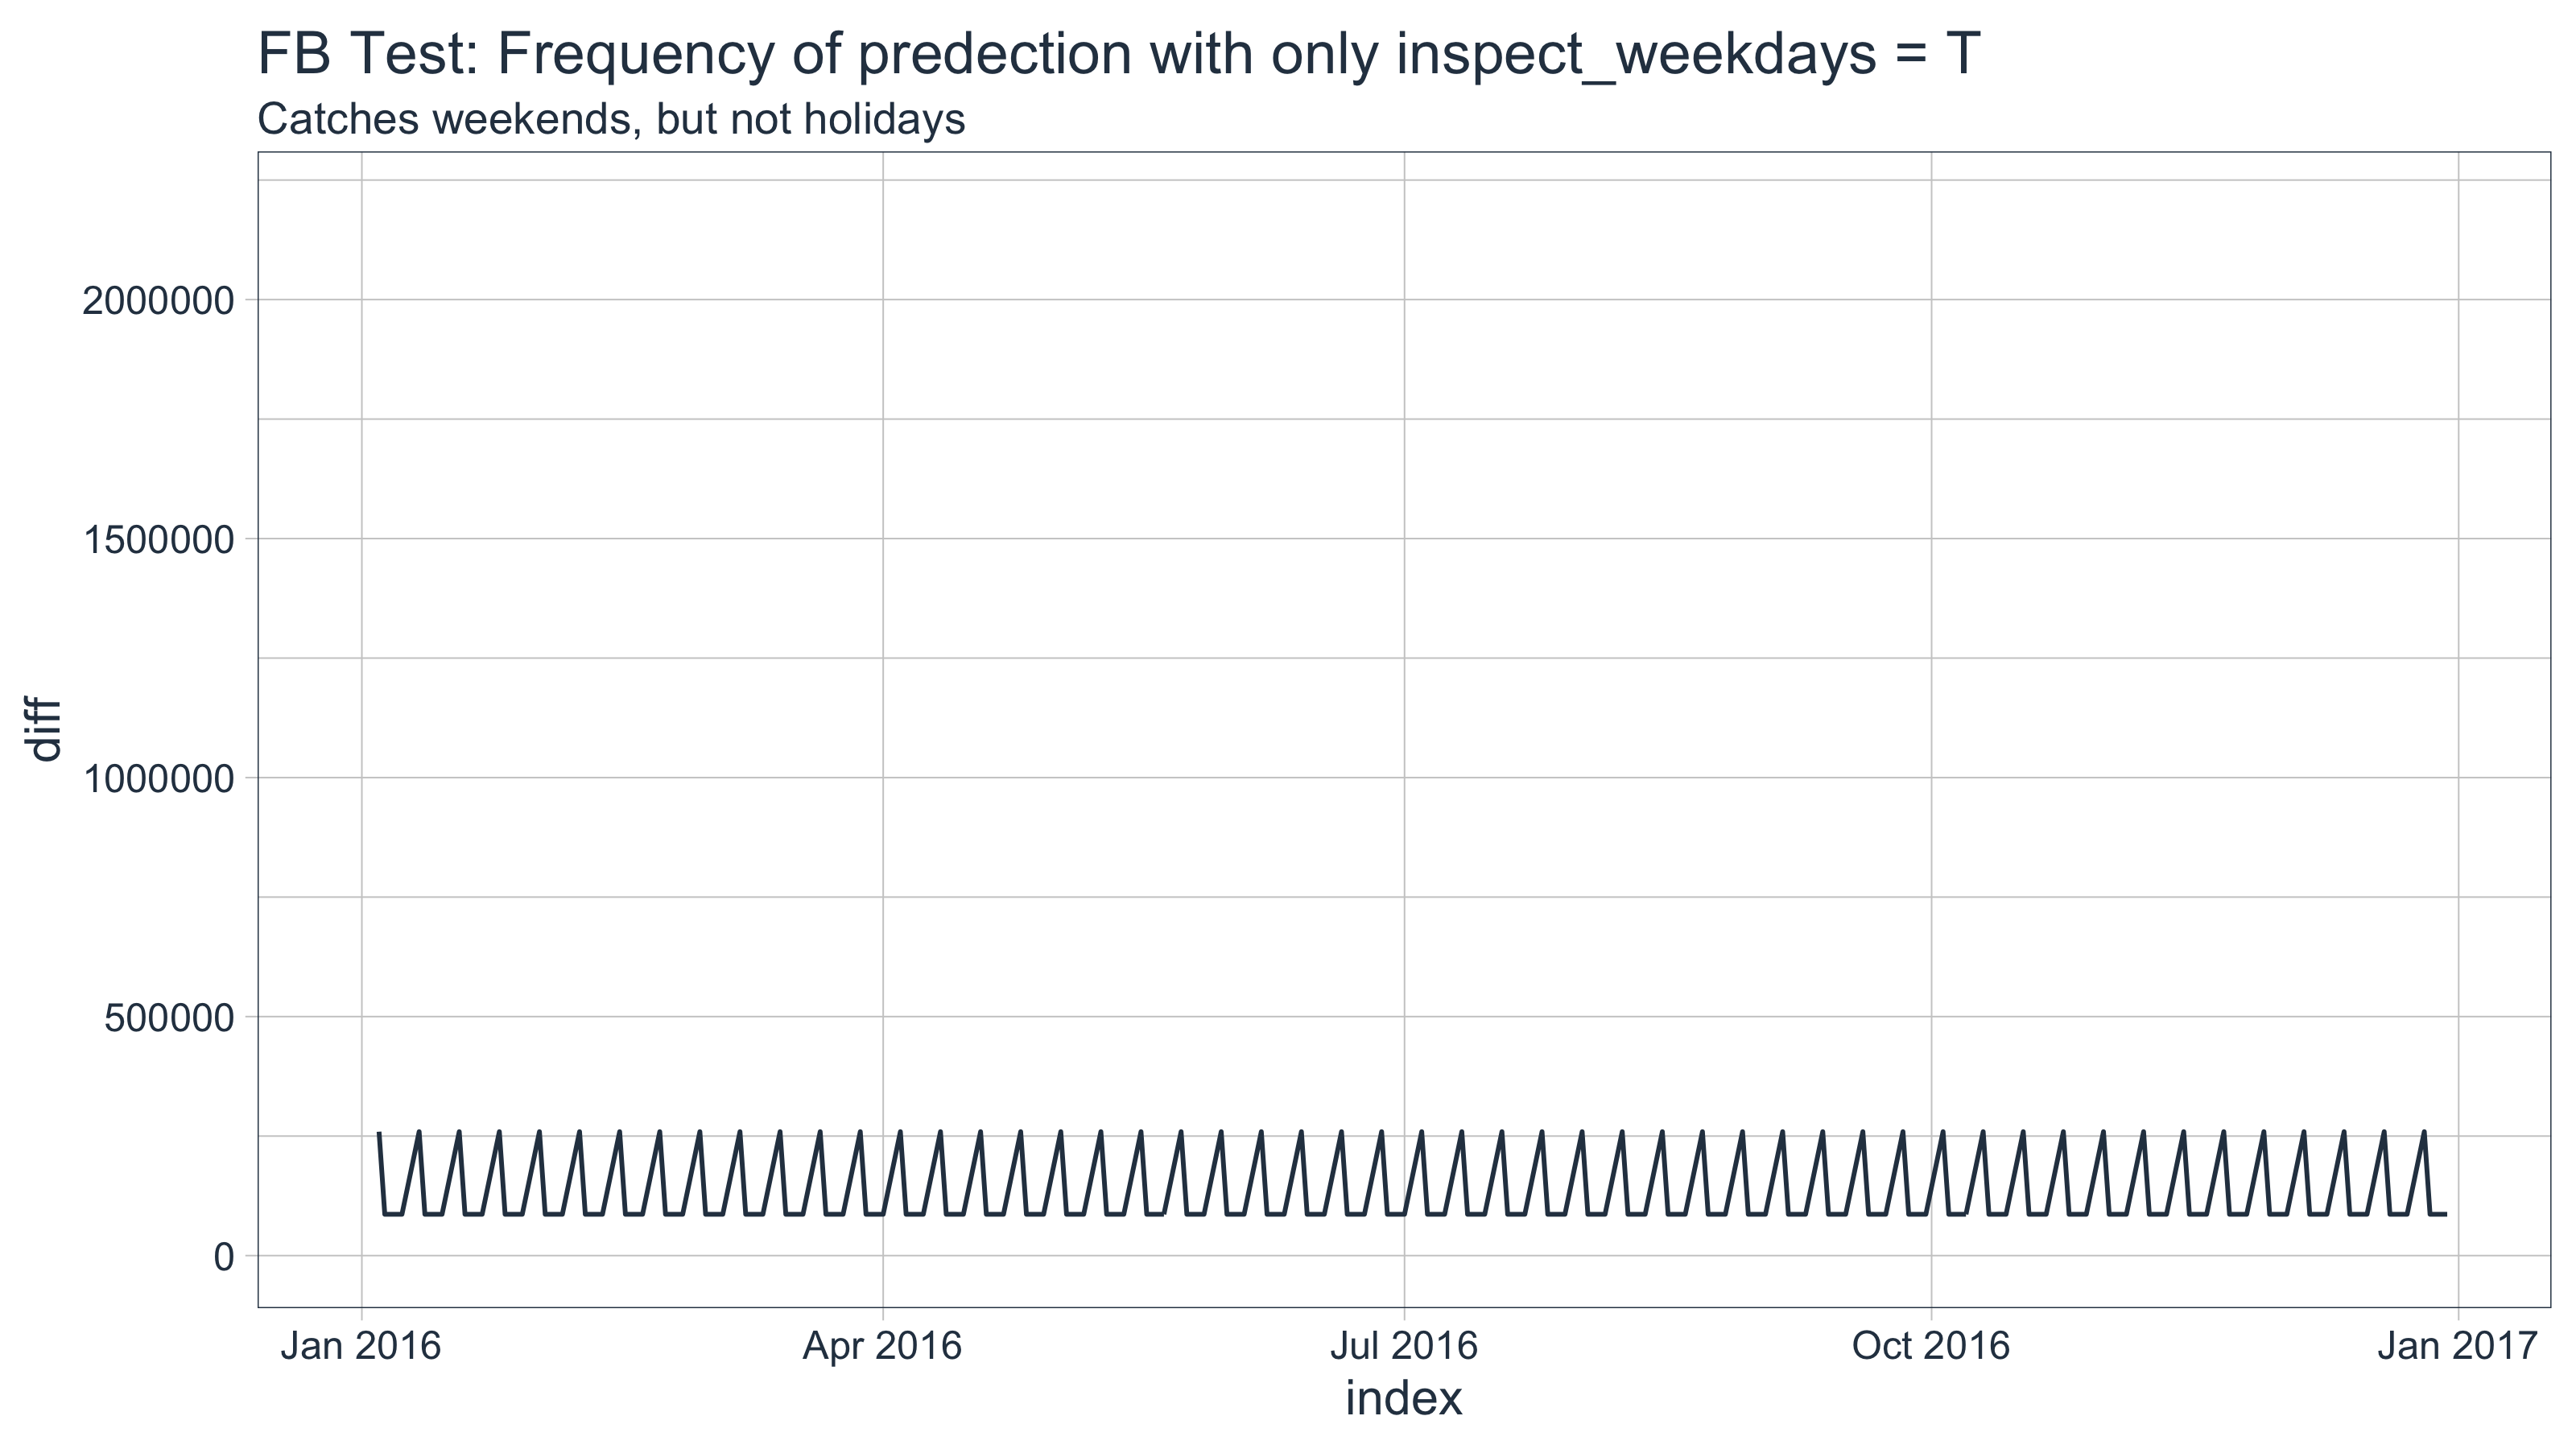 FB Test: Frequency of predection with only inspect_weekdays = T
Catches weekends, but not holidays
2000000
1500000
1000000
500000
0
diff
Jan 2016
Apr 2016
Jul 2016
Oct 2016
Jan 2017
index